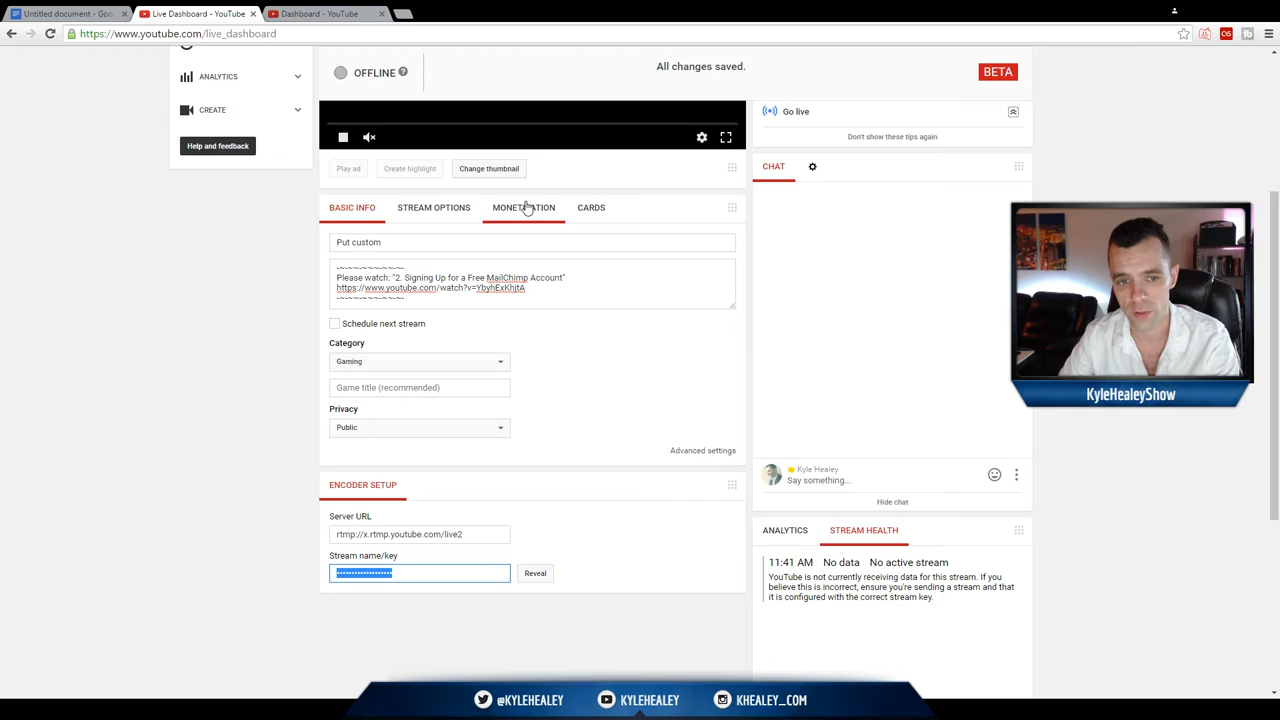 Untitled document - Goo
Live Dashboard - YouTube
Dashboard - YouTube
https://www.youtube.com/live_dashboard
ANALYTICS
CREATE
Help and feedback
OFFLINE
All changes saved.
BETA
Go live
Don't show these tips again
Play ad
Create highlight
Change thumbnail
CHAT
BASIC INFO
STREAM OPTIONS
MONETIZATION
CARDS
Put custom
-~-~~-~~~-~~-~-
Please watch: "2. Signing Up for a Free MailChimp Account"
https://www.youtube.com/watch?v=YbyhExKhjtA
-~-~~-~~~-~~-~-
Schedule next stream
Category
Gaming
Game title (recommended)
Privacy
Public
Advanced settings
KyleHealeyShow
Kyle Healey
Say something...
Hide chat
ENCODER SETUP
Server URL
rtmp://x.rtmp.youtube.com/live2
Stream name/key
Reveal
ANALYTICS
STREAM HEALTH
11:41 AM No data No active stream
YouTube is not currently receiving data for this stream. If you
believe this is incorrect, ensure you're sending a stream and that
it is configured with the correct stream key.
@KYLEHEALEY
KYLEHEALEY
KHEALEY_COM